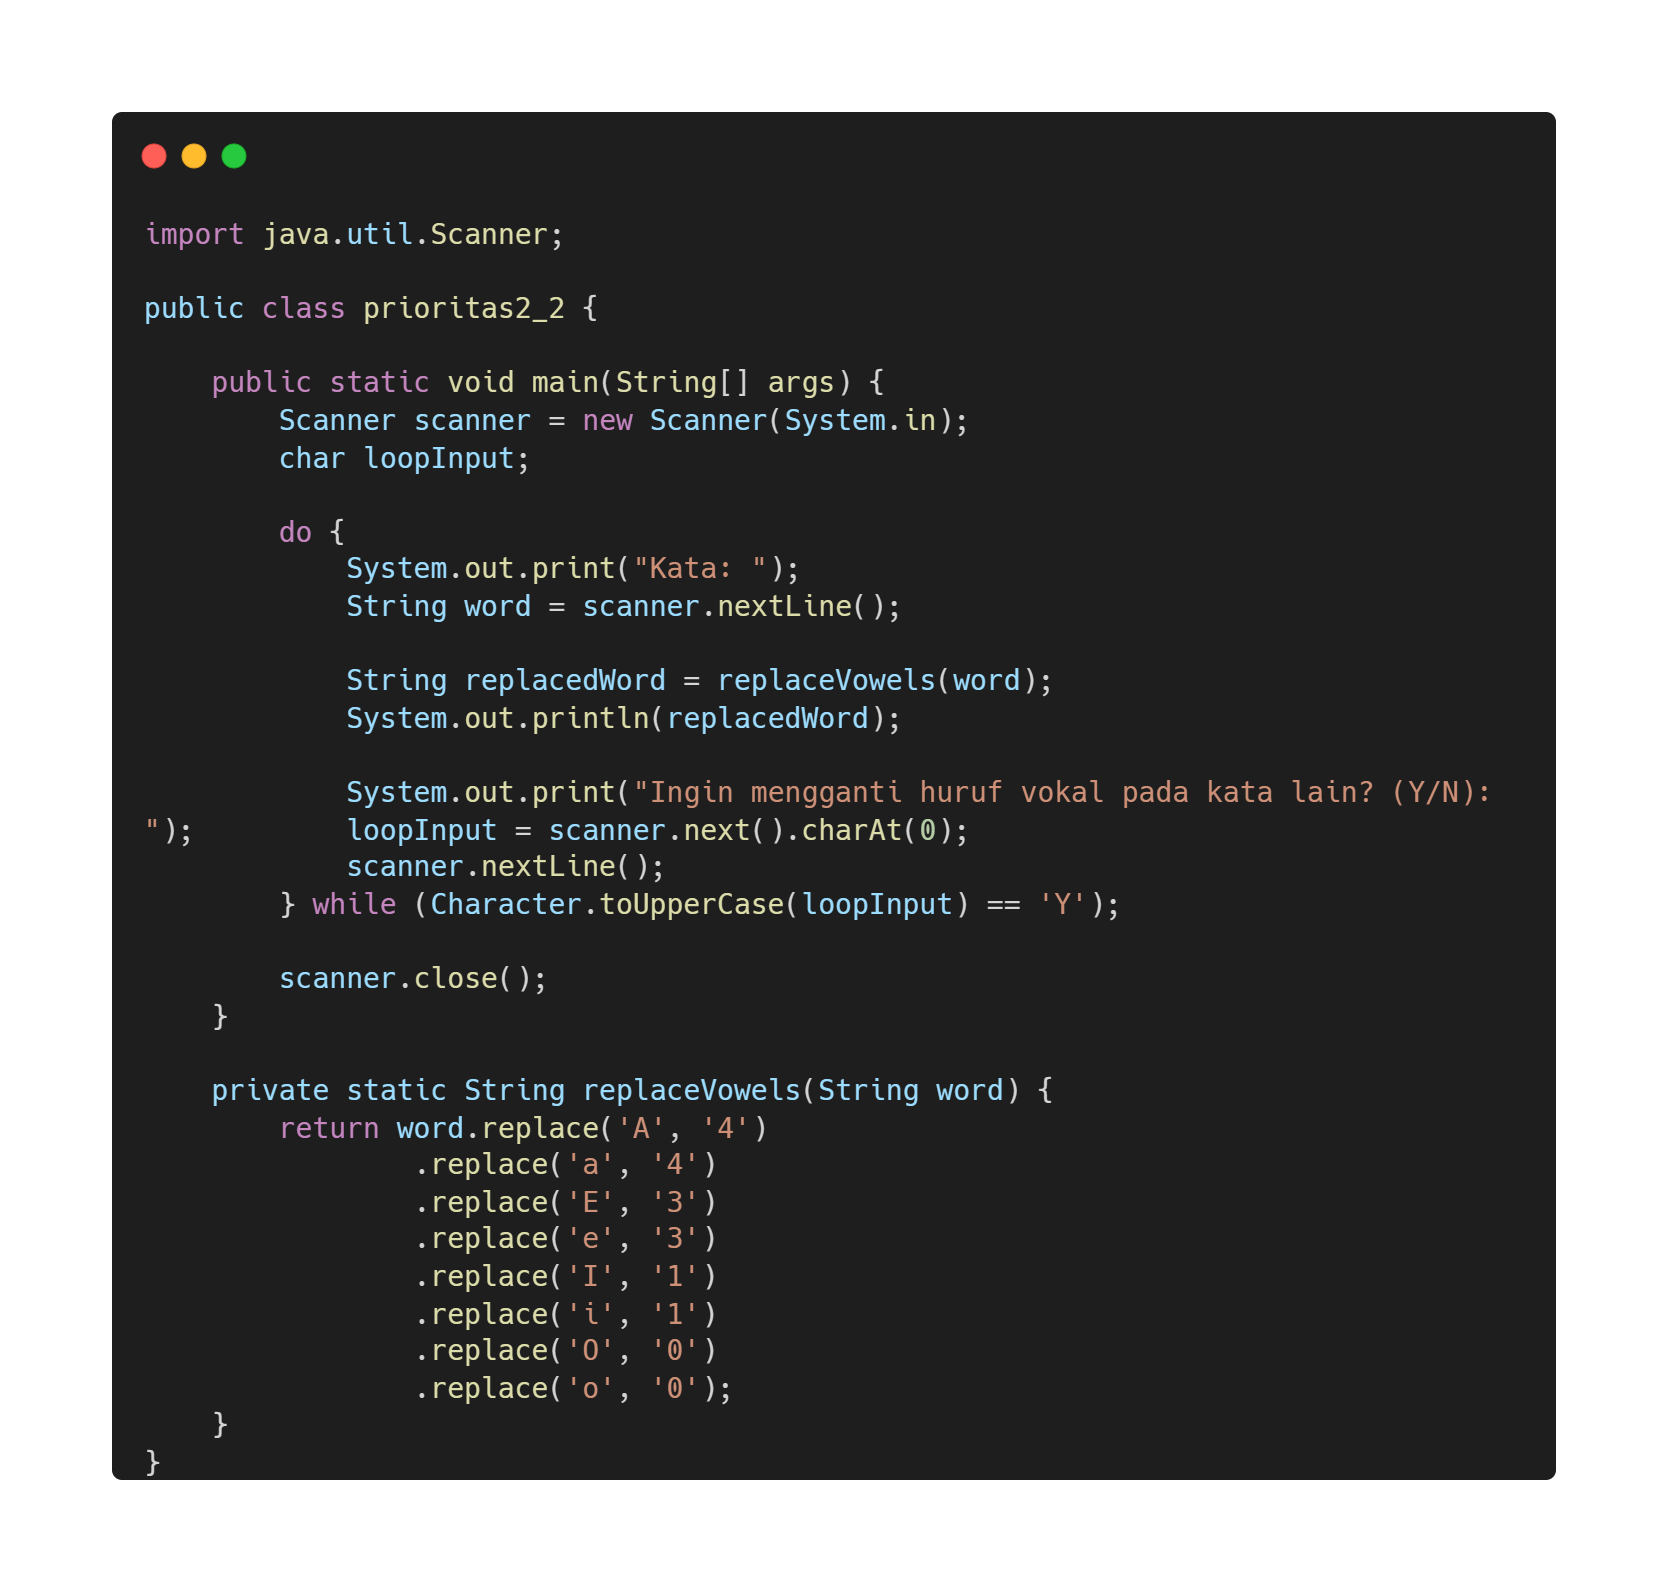 import java.util.Scanner;

public class prioritas2_2 {

    public static void main(String[] args) {
        Scanner scanner = new Scanner(System.in);
        char loopInput;

        do {
            System.out.print("Kata: ");
            String word = scanner.nextLine();

            String replacedWord = replaceVowels(word);
            System.out.println(replacedWord);

            System.out.print("Ingin mengganti huruf vokal pada kata lain? (Y/N):
");         loopInput = scanner.next().charAt(0);
            scanner.nextLine();
        } while (Character.toUpperCase(loopInput) == 'Y');

        scanner.close();
    }

    private static String replaceVowels(String word) {
        return word.replace('A', '4')
                .replace('a', '4')
                .replace('E', '3')
                .replace('e', '3')
                .replace('I', '1')
                .replace('i', '1')
                .replace('O', '0')
                .replace('o', '0');
    }
}